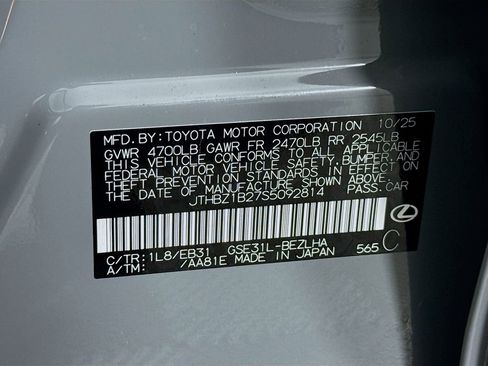 MFD.BY: TOYOTA MOTOR CORPORATION 10/25
GVWR 4700LB GAWR FR 2470LB RR 2545LB
THIS VEHICLE CONFORMS TO ALL APPLICABLE
FEDERAL MOTOR VEHICLE SAFETY, BUMPER, AND
THEFT PREVENTION STANDARDS IN EFFECT ON
THE DATE OF MANUFACTURE SHOWN ABOVE.
JTHBZ1B27S5092814 PASS.CAR
C/TR: 1L8/EB31 GSE31L-BEZLHA
A/TM: /AA81E MADE IN JAPAN 565 C